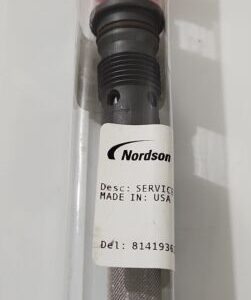 Nordson
Desc: SERVICE
MADE IN: USA
Del: 8141936